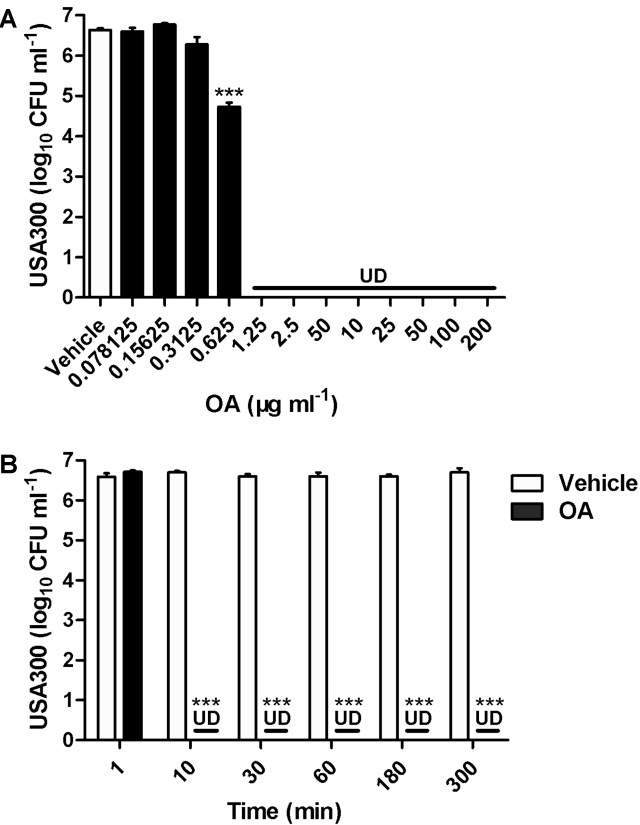 A
USA300 (log10 CFU ml-1)
7
6
5
4
3
2
1
0
***
UD
Vehicle
0.078125
0.15625
0.3125
0.625
1.25
2.5
50
10
25
50
100
200
OA (µg ml-1)
B
USA300 (log10 CFU ml-1)
7
6
5
4
3
2
1
0
*** *** *** *** ***
UD UD UD UD UD
1 10 30 60 180 300
Time (min)
Vehicle
OA